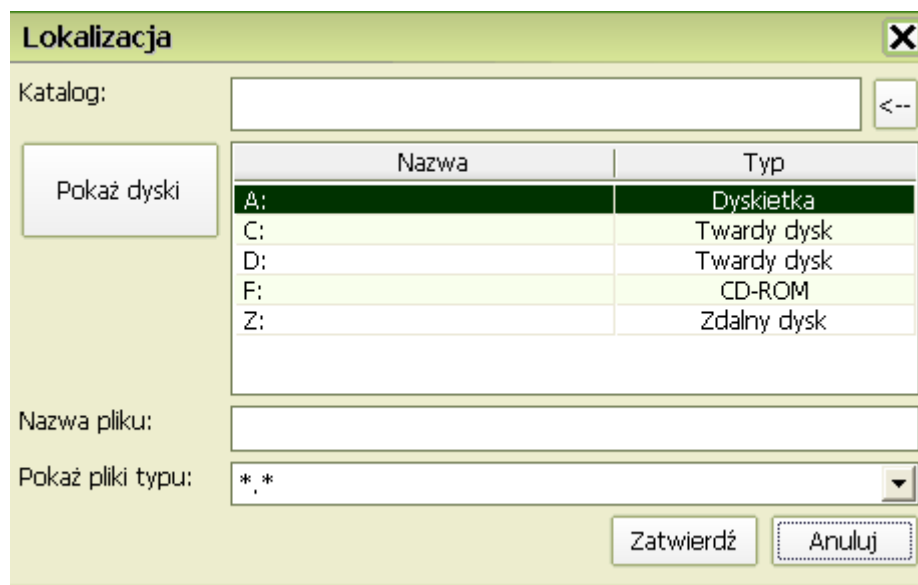 Lokalizacja
Katalog:
<--
Pokaż dyski
Nazwa Typ
A: Dyskietka
C: Twardy dysk
D: Twardy dysk
F: CD-ROM
Z: Zdalny dysk
Nazwa pliku:
Pokaż pliki typu: *.*
Zatwierdź Anuluj